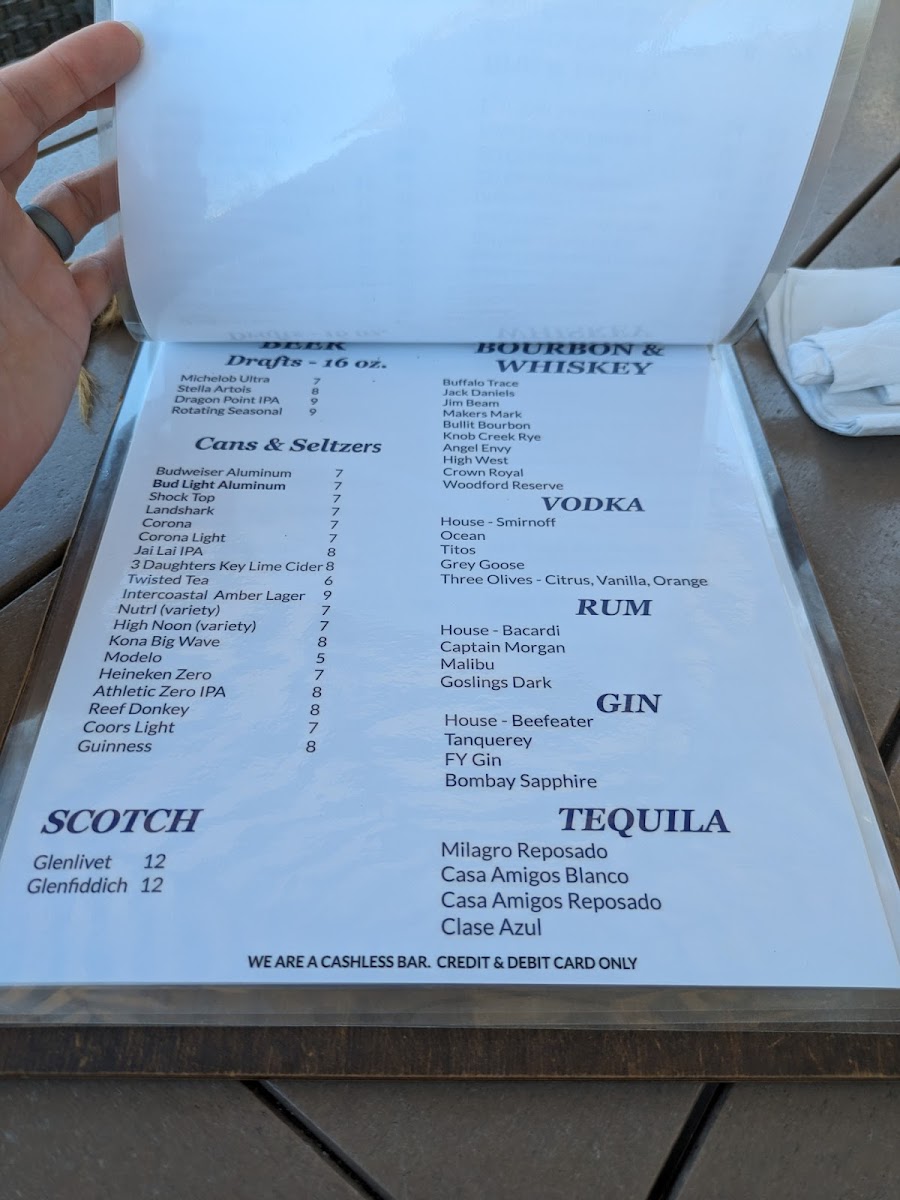 BEER
Drafts - 16 oz.
Michelob Ultra 7
Stella Artois 8
Dragon Point IPA 9
Rotating Seasonal 9
Cans & Seltzers
Budweiser Aluminum 7
Bud Light Aluminum 7
Shock Top 7
Landshark 7
Corona 7
Corona Light 7
Jai Lai IPA 8
3 Daughters Key Lime Cider 8
Twisted Tea 6
Intercoastal Amber Lager 9
Nutrl (variety) 7
High Noon (variety) 7
Kona Big Wave 8
Modelo 5
Heineken Zero 7
Athletic Zero IPA 8
Reef Donkey 8
Coors Light 7
Guinness 8
SCOTCH
Glenlivet 12
Glenfiddich 12
BOURBON &
WHISKEY
Buffalo Trace
Jack Daniels
Jim Beam
Makers Mark
Bullit Bourbon
Knob Creek Rye
Angel Envy
High West
Crown Royal
Woodford Reserve
VODKA
House - Smirnoff
Ocean
Titos
Grey Goose
Three Olives - Citrus, Vanilla, Orange
RUM
House - Bacardi
Captain Morgan
Malibu
Goslings Dark
GIN
House - Beefeater
Tanquerey
FY Gin
Bombay Sapphire
TEQUILA
Milagro Reposado
Casa Amigos Blanco
Casa Amigos Reposado
Clase Azul
WE ARE A CASHLESS BAR. CREDIT & DEBIT CARD ONLY